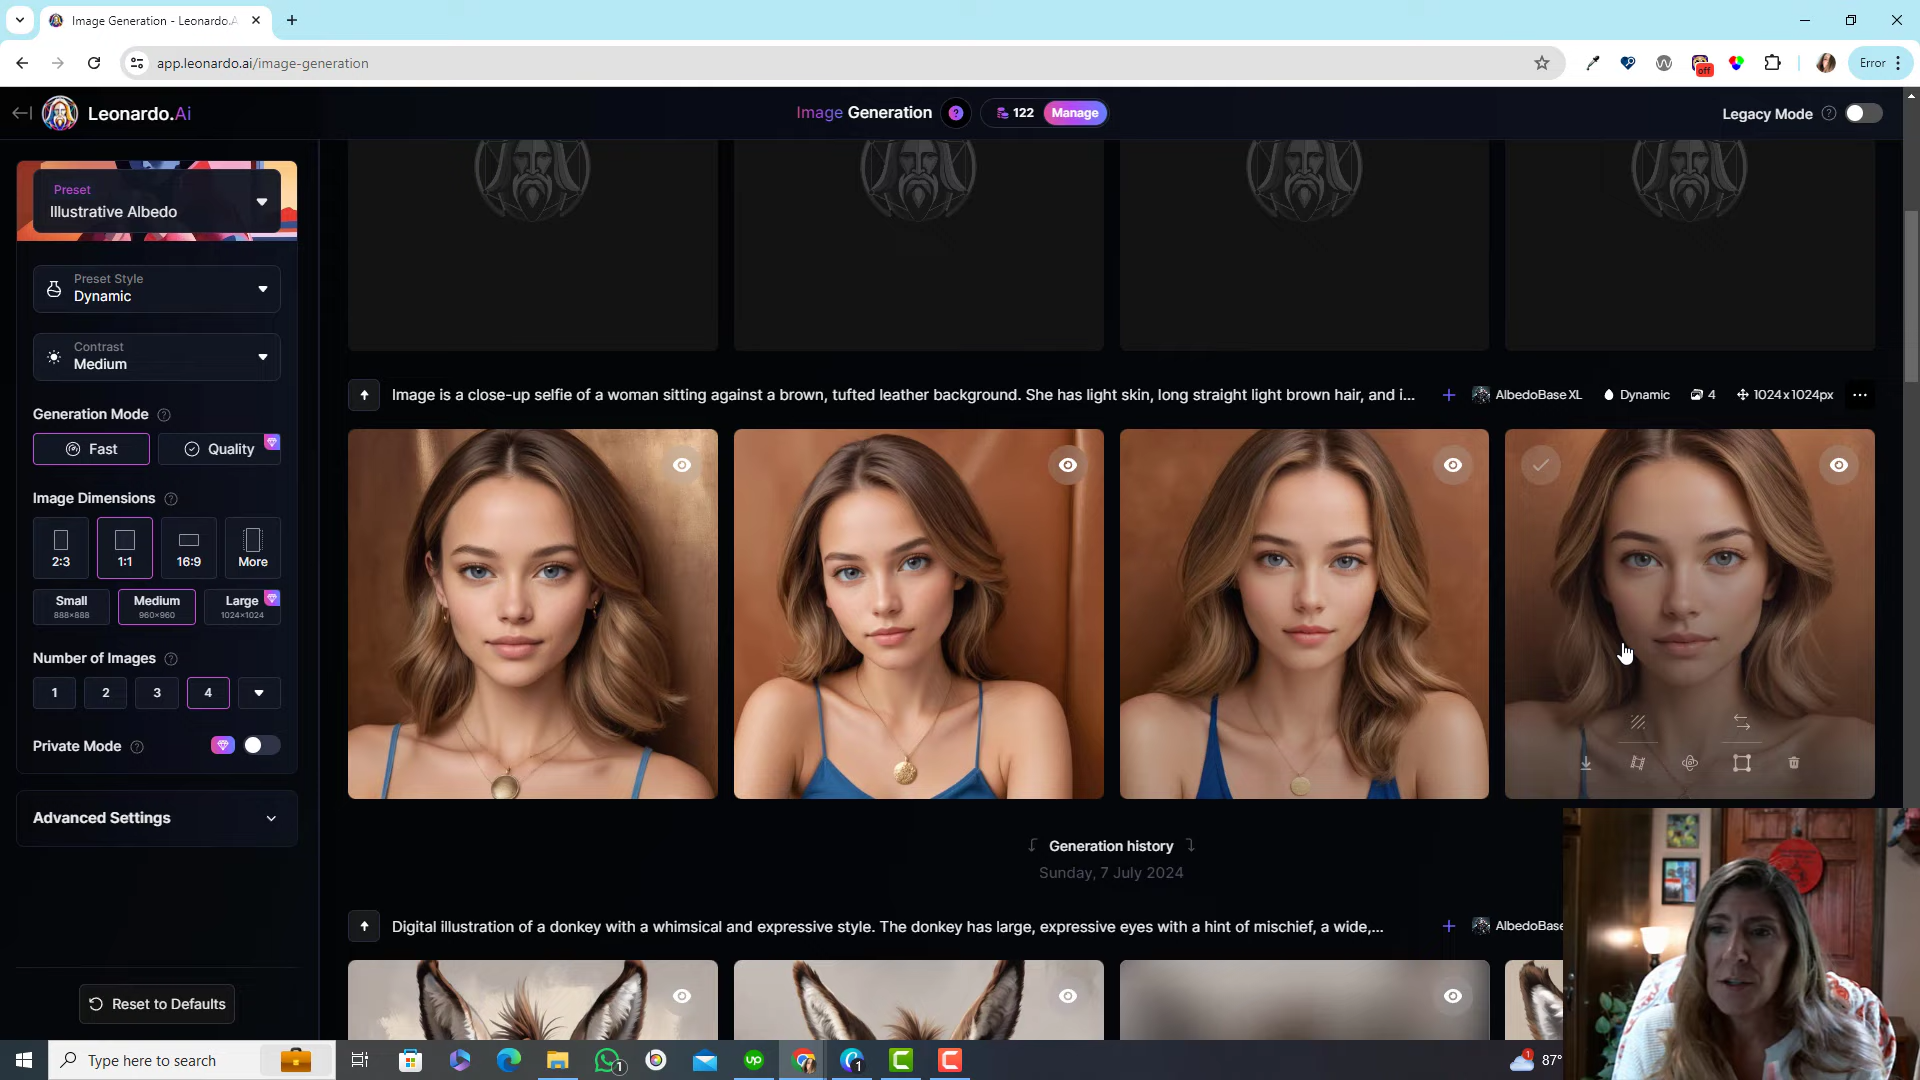 Image Generation - Leonardo.A
app.leonardo.ai/image-generation
off
Error
Leonardo.Ai
Image Generation
?
122
Manage
Legacy Mode
Preset
Illustrative Albedo
Preset Style
Dynamic
Contrast
Medium
Generation Mode
Fast
Quality
Image Dimensions
2:3
1:1
16:9
More
Small
888×888
Medium
960×960
Large
1024×1024
Number of Images
1
2
3
4
Private Mode
Advanced Settings
Reset to Defaults
Image is a close-up selfie of a woman sitting against a brown, tufted leather background. She has light skin, long straight light brown hair, and i...
AlbedoBase XL
Dynamic
4
1024x1024px
Generation history
Sunday, 7 July 2024
Digital illustration of a donkey with a whimsical and expressive style. The donkey has large, expressive eyes with a hint of mischief, a wide,...
AlbedoBase
Type here to search
1
up
1
1
87°